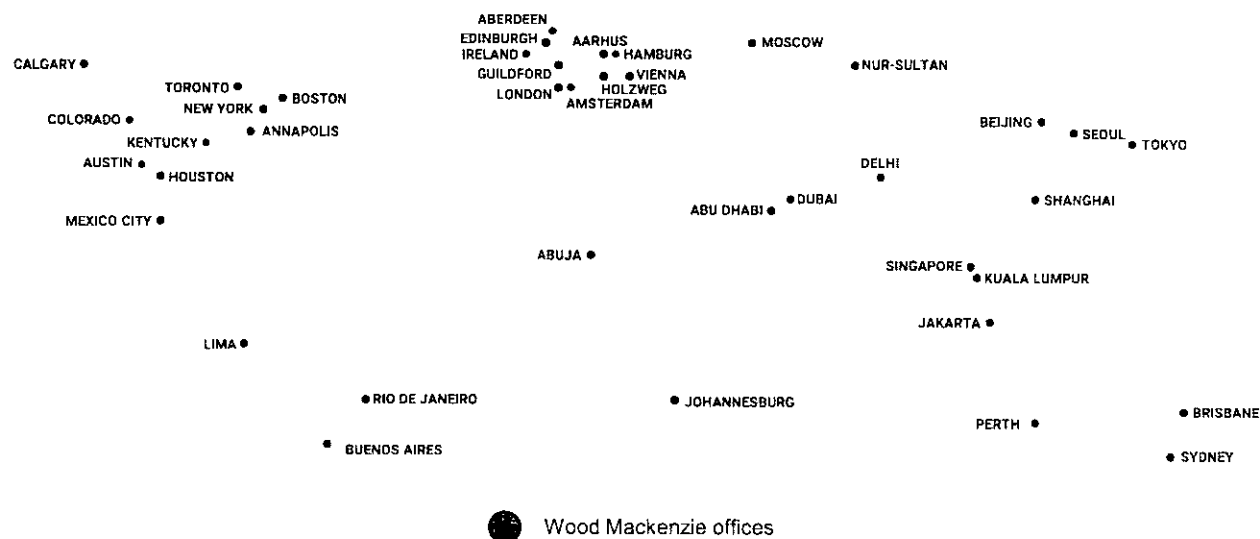 ABERDEEN
EDINBURGH
AARHUS
MOSCOW
IRELAND
HAMBURG
CALGARY
GUILDFORD
VIENNA
NUR-SULTAN
HOLZWEG
TORONTO
LONDON
BOSTON
AMSTERDAM
NEW YORK
COLORADO
ANNAPOLIS
BEIJING
SEOUL
KENTUCKY
TOKYO
AUSTIN
DELHI
HOUSTON
DUBAI
SHANGHAI
ABU DHABI
MEXICO CITY
ABUJA
SINGAPORE
KUALA LUMPUR
JAKARTA
LIMA
RIO DE JANEIRO
JOHANNESBURG
BRISBANE
PERTH
BUENOS AIRES
SYDNEY
Wood Mackenzie offices